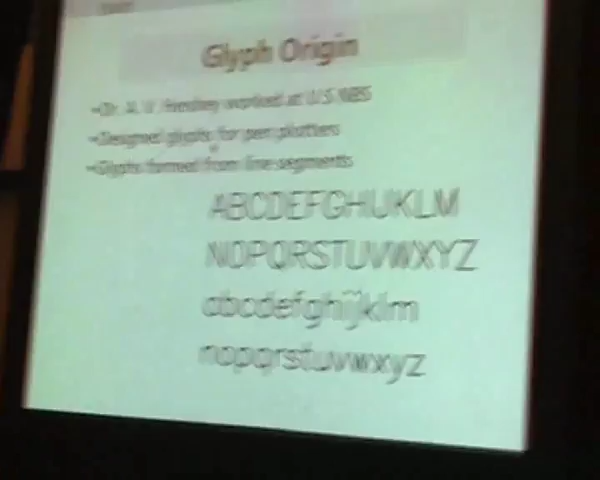 Glyph Origin
•Dr. A. V. Hershey worked at U.S NBS
•Designed glyphs for pen plotters
•Glyphs formed from line segments
ABCDEFGHIJKLM
NOPQRSTUVWXYZ
abcdefghijklm
nopqrstuvwxyz